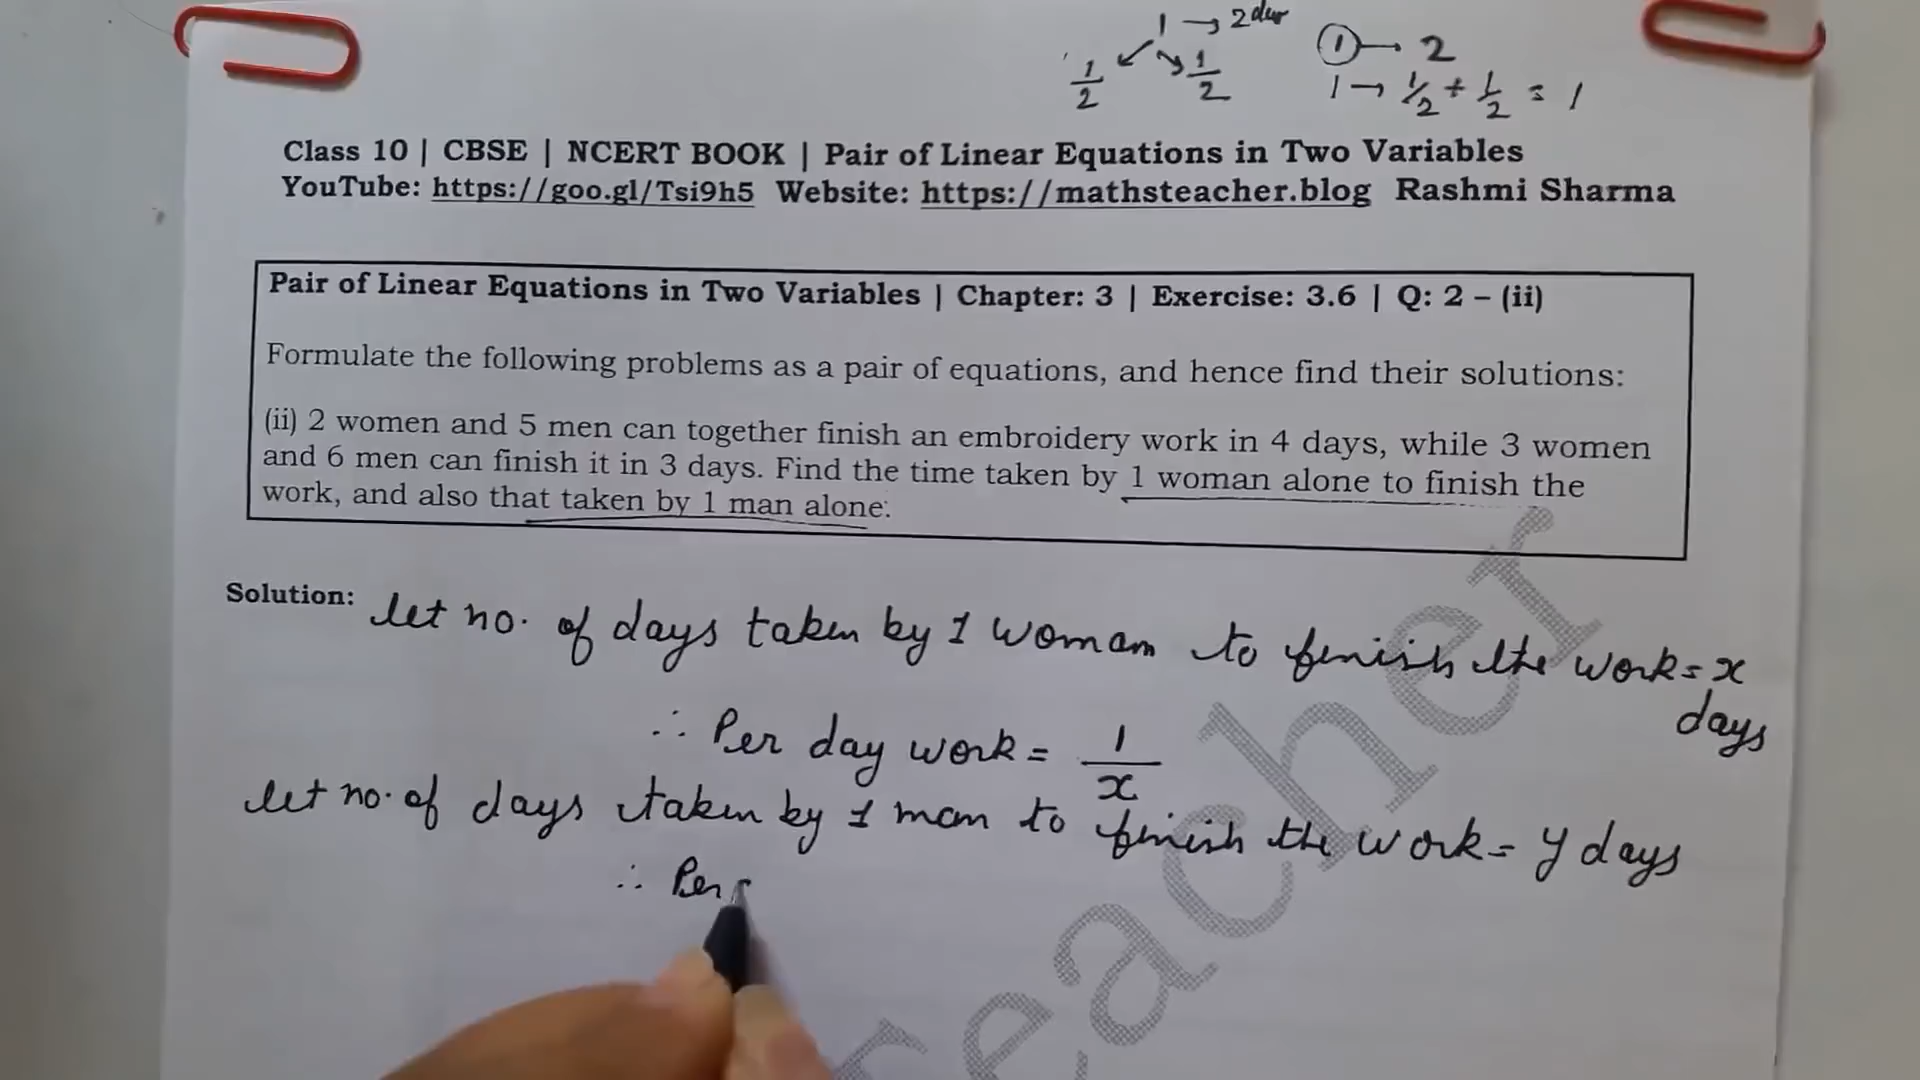 1 → 2 days
1/2 1/2
1 → 2
1 → 1/2 + 1/2 = 1
Class 10 | CBSE | NCERT BOOK | Pair of Linear Equations in Two Variables
YouTube: https://goo.gl/Tsi9h5 Website: https://mathsteacher.blog Rashmi Sharma
Pair of Linear Equations in Two Variables | Chapter: 3 | Exercise: 3.6 | Q: 2 – (ii)
Formulate the following problems as a pair of equations, and hence find their solutions:
(ii) 2 women and 5 men can together finish an embroidery work in 4 days, while 3 women
and 6 men can finish it in 3 days. Find the time taken by 1 woman alone to finish the
work, and also that taken by 1 man alone.
Solution: Let no. of days taken by 1 woman to finish the work = x
days
∴ Per day work = 1/x
Let no. of days taken by 1 man to finish the work = y days
∴ Per
eacher